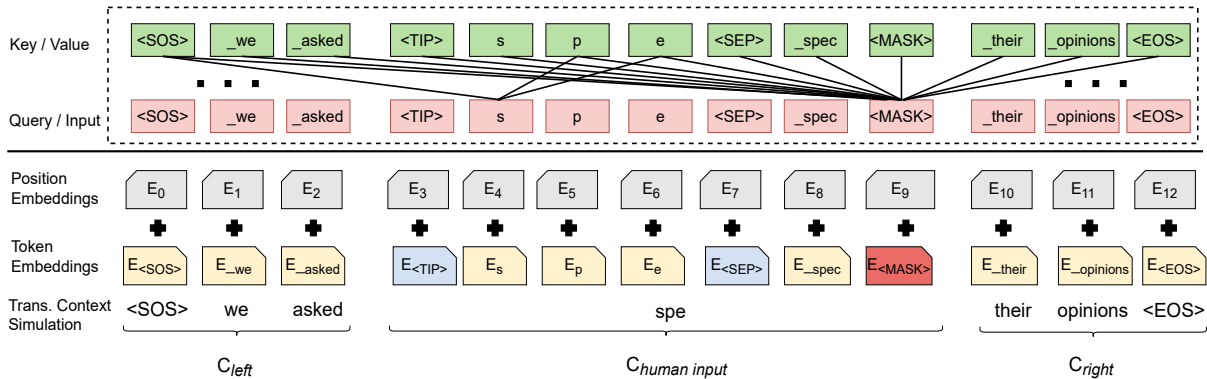 Key / Value <SOS> _we _asked <TIP> s p e <SEP> _spec <MASK> _their _opinions <EOS>
Query / Input <SOS> _we _asked <TIP> s p e <SEP> _spec <MASK> _their _opinions <EOS>
Position
Embeddings
E0 E1 E2 E3 E4 E5 E6 E7 E8 E9 E10 E11 E12
Token
Embeddings
E<SOS> E_we E_asked E<TIP> Es Ep Ee E<SEP> E_spec E<MASK> E_their E_opinions E<EOS>
Trans. Context
Simulation
<SOS> we asked spe their opinions <EOS>
Cleft Chuman input Cright